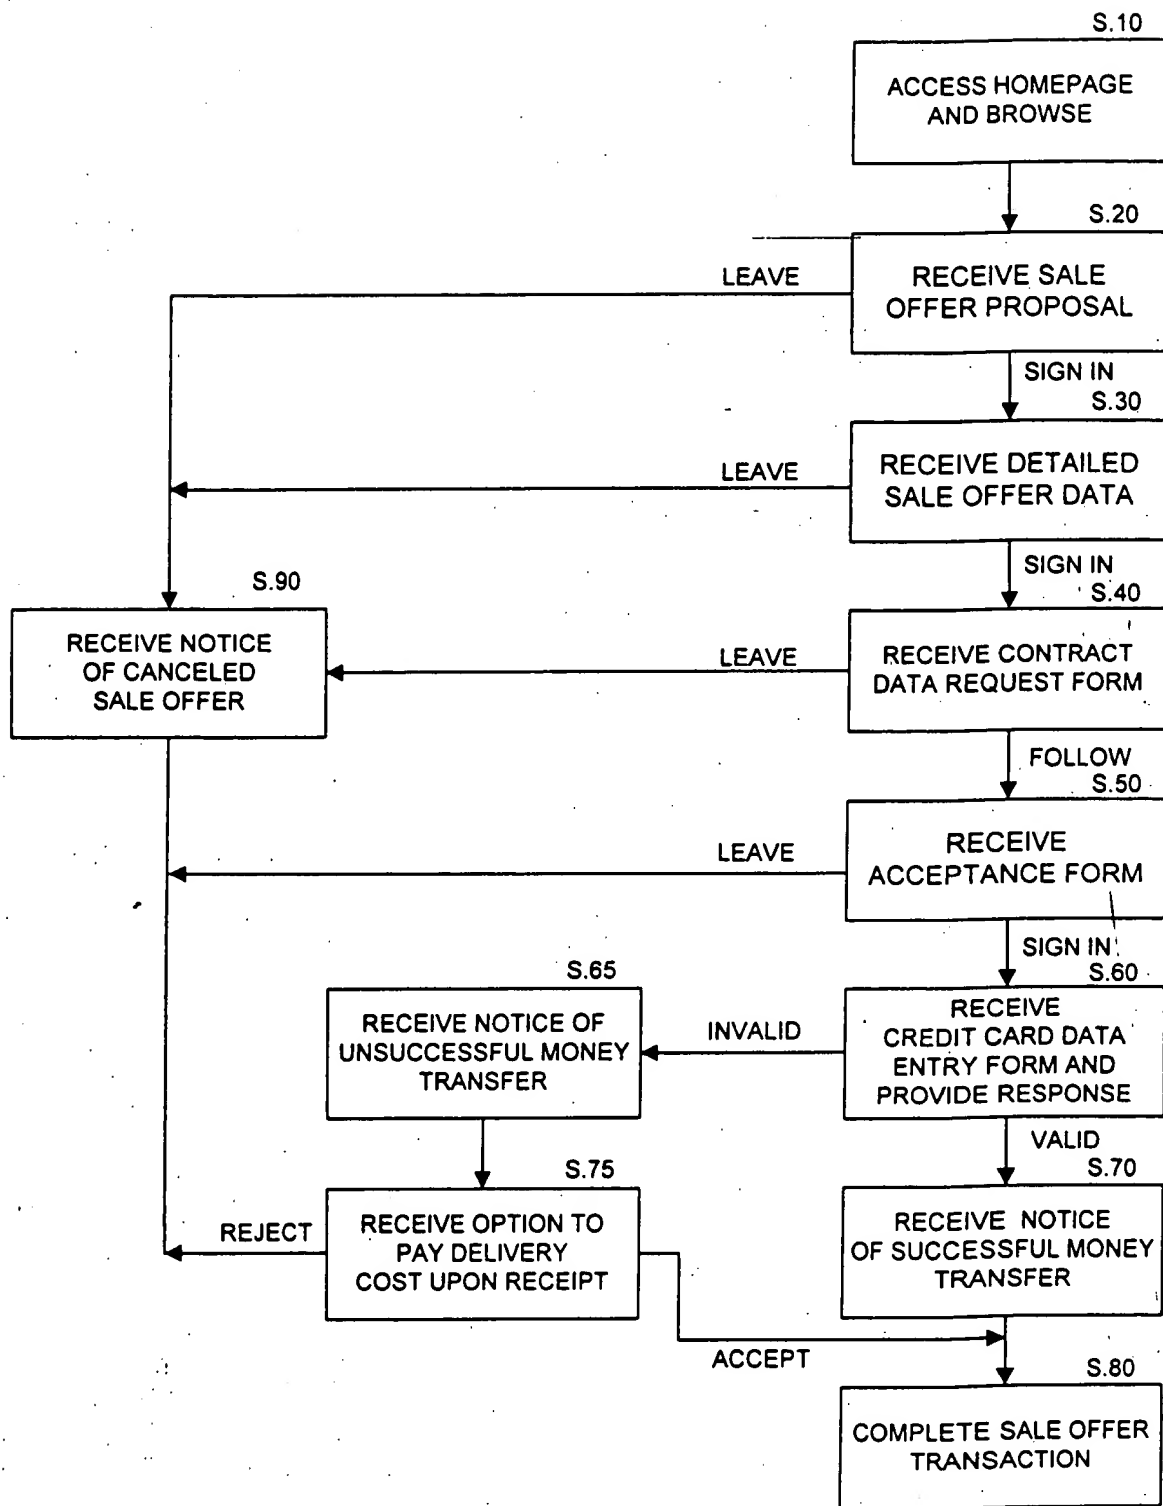 S.10
ACCESS HOMEPAGE
AND BROWSE
S.20
LEAVE
RECEIVE SALE
OFFER PROPOSAL
SIGN IN
S.30
LEAVE
RECEIVE DETAILED
SALE OFFER DATA
SIGN IN
S.40
S.90
RECEIVE NOTICE
OF CANCELED
SALE OFFER
LEAVE
RECEIVE CONTRACT
DATA REQUEST FORM
FOLLOW
S.50
LEAVE
RECEIVE
ACCEPTANCE FORM
SIGN IN
S.60
S.65
RECEIVE NOTICE OF
UNSUCCESSFUL MONEY
TRANSFER
INVALID
RECEIVE
CREDIT CARD DATA
ENTRY FORM AND
PROVIDE RESPONSE
VALID
S.70
S.75
REJECT
RECEIVE OPTION TO
PAY DELIVERY
COST UPON RECEIPT
RECEIVE NOTICE
OF SUCCESSFUL MONEY
TRANSFER
ACCEPT
S.80
COMPLETE SALE OFFER
TRANSACTION